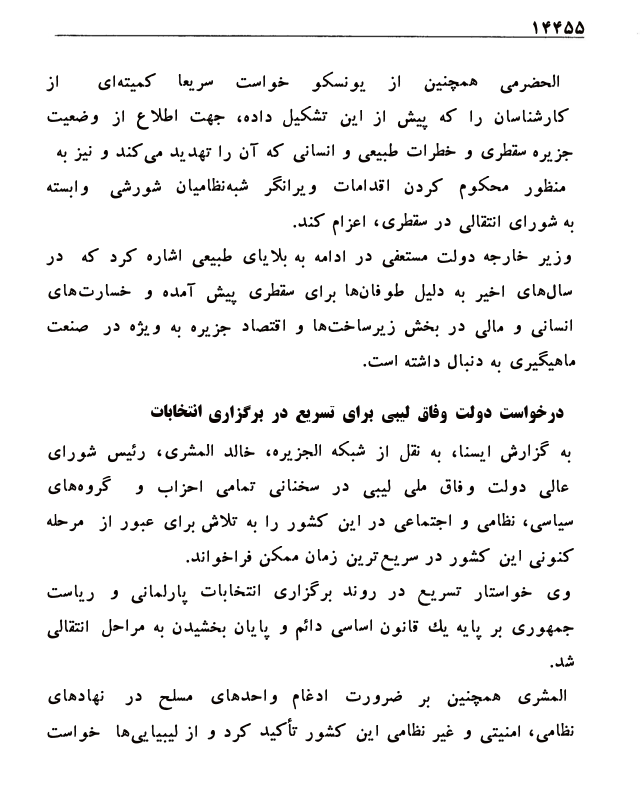 ۱۴۴۵۵
الحضرمی همچنین از یونسکو خواست سریعا کمیته‌ای از
کارشناسان را که پیش از این تشکیل داده، جهت اطلاع از وضعیت
جزیره سقطری و خطرات طبیعی و انسانی که آن را تهدید می‌کند و نیز به
منظور محکوم کردن اقدامات ویرانگر شبه‌نظامیان شورشی وابسته
به شورای انتقالی در سقطری، اعزام کند.
وزیر خارجه دولت مستعفی در ادامه به بلایای طبیعی اشاره کرد که در
سال‌های اخیر به دلیل طوفان‌ها برای سقطری پیش آمده و خسارت‌های
انسانی و مالی در بخش زیرساخت‌ها و اقتصاد جزیره به ویژه در صنعت
ماهیگیری به دنبال داشته است.
درخواست دولت وفاق لیبی برای تسریع در برگزاری انتخابات
به گزارش ایسنا، به نقل از شبکه الجزیره، خالد المشری، رئیس شورای
عالی دولت وفاق ملی لیبی در سخنانی تمامی احزاب و گروه‌های
سیاسی، نظامی و اجتماعی در این کشور را به تلاش برای عبور از مرحله
کنونی این کشور در سریع‌ترین زمان ممکن فراخواند.
وی خواستار تسریع در روند برگزاری انتخابات پارلمانی و ریاست
جمهوری بر پایه یك قانون اساسی دائم و پایان بخشیدن به مراحل انتقالی
شد.
المشری همچنین بر ضرورت ادغام واحدهای مسلح در نهادهای
نظامی، امنیتی و غیر نظامی این کشور تأکید کرد و از لیبیایی‌ها خواست